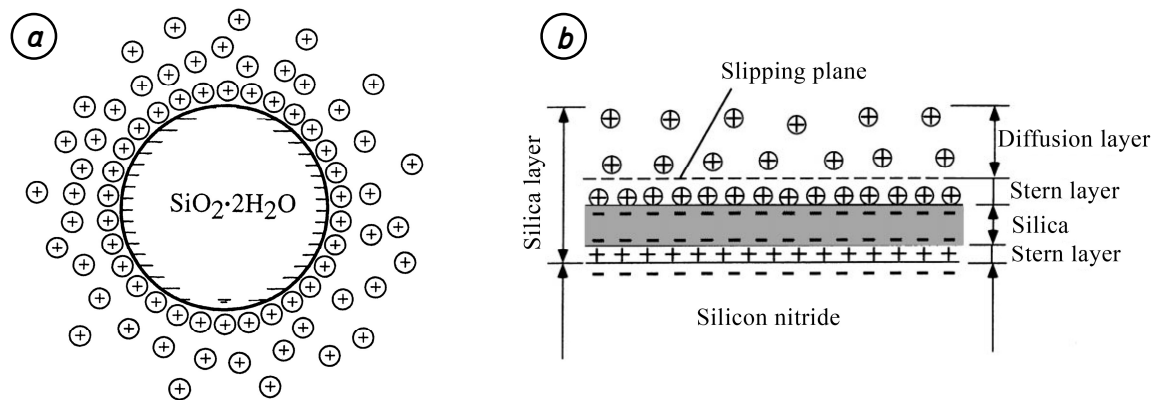 a
SiO2·2H2O
b
Slipping plane
Silica layer
Diffusion layer
Stern layer
Silica
Stern layer
Silicon nitride